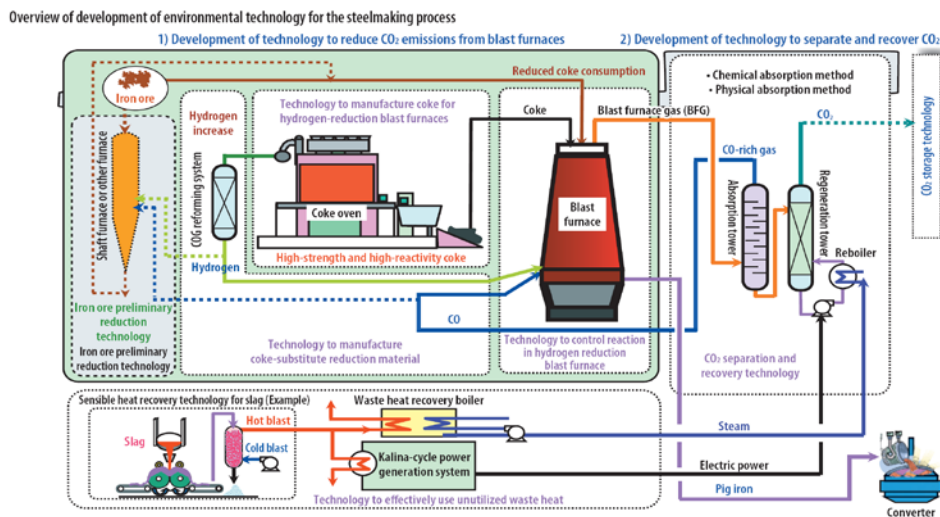 Overview of development of environmental technology for the steelmaking process
1) Development of technology to reduce CO₂ emissions from blast furnaces
2) Development of technology to separate and recover CO₂
Iron ore
Reduced coke consumption
• Chemical absorption method
• Physical absorption method
Hydrogen
increase
Technology to manufacture coke for
hydrogen-reduction blast furnaces
Coke
Blast furnace gas (BFG)
CO₂
CO₂ storage technology
CO-rich gas
Shaft furnace or other furnace
COG reforming system
Coke oven
Blast
furnace
Absorption tower
Regeneration tower
Reboiler
High-strength and high-reactivity coke
Hydrogen
Iron ore preliminary
reduction
technology
Iron ore preliminary
reduction technology
CO
Technology to manufacture
coke-substitute reduction material
Technology to control reaction
in hydrogen reduction
blast furnace
CO₂ separation and
recovery technology
Sensible heat recovery technology for slag (Example)
Waste heat recovery boiler
Slag
Hot blast
Cold blast
Steam
Kalina-cycle power
generation system
Electric power
Pig iron
Technology to effectively use unutilized waste heat
Converter